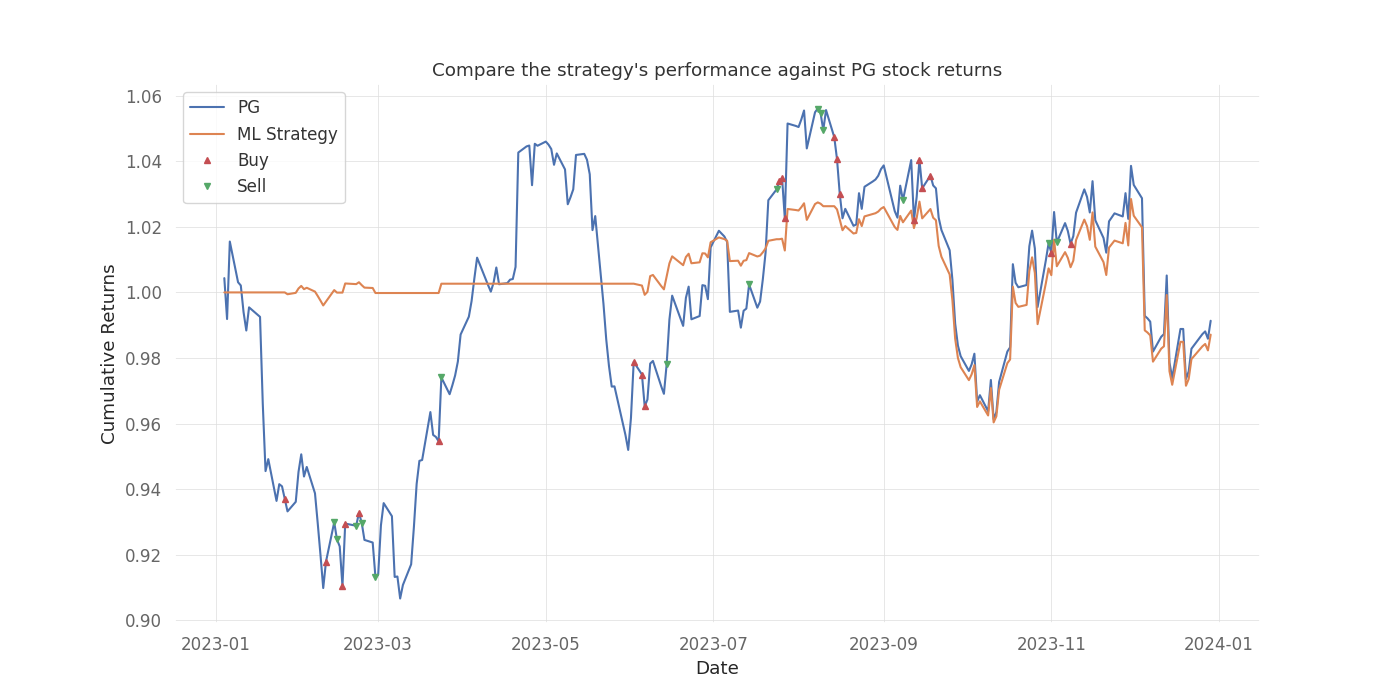 Compare the strategy's performance against PG stock returns
PG
ML Strategy
Buy
Sell
Cumulative Returns
1.06
1.04
1.02
1.00
0.98
0.96
0.94
0.92
0.90
2023-01
2023-03
2023-05
2023-07
2023-09
2023-11
2024-01
Date